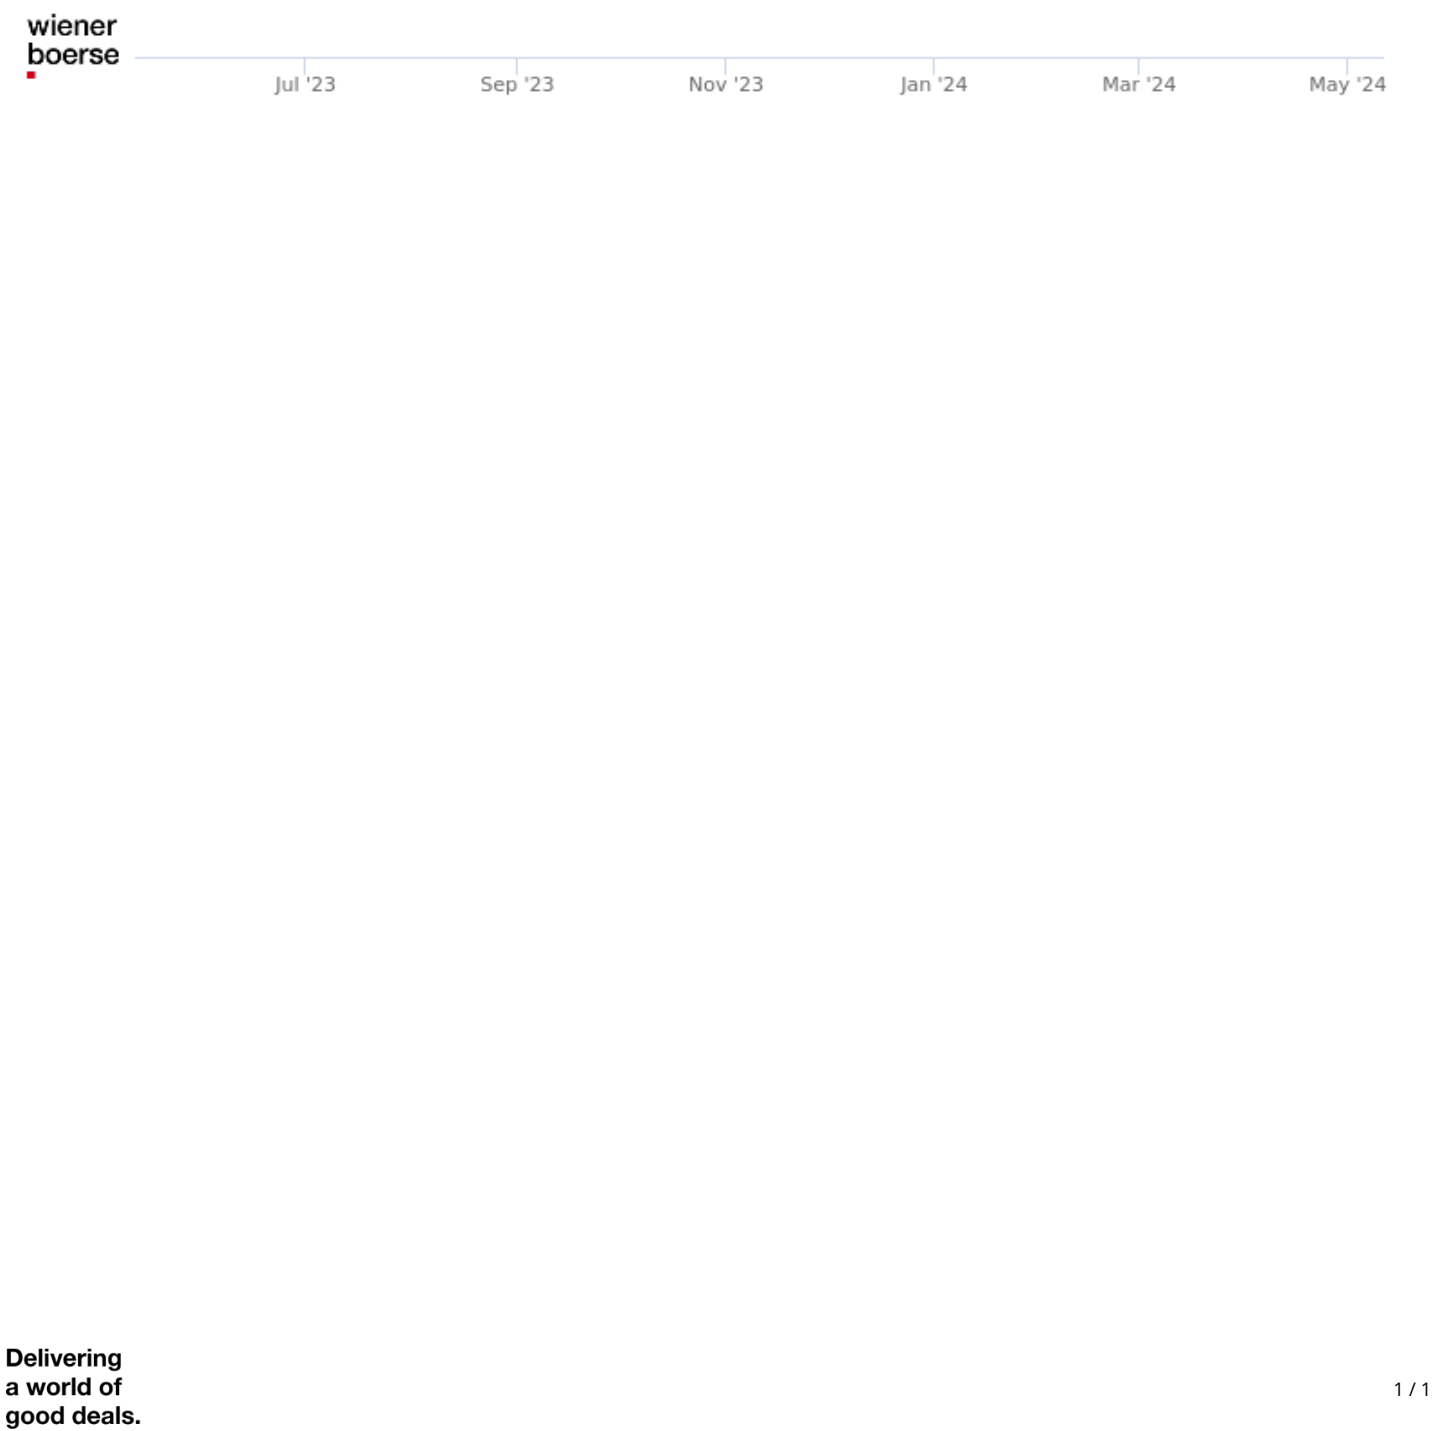 wiener
boerse
Jul '23 Sep '23 Nov '23 Jan '24 Mar '24 May '24
Delivering
a world of
good deals.
1 / 1